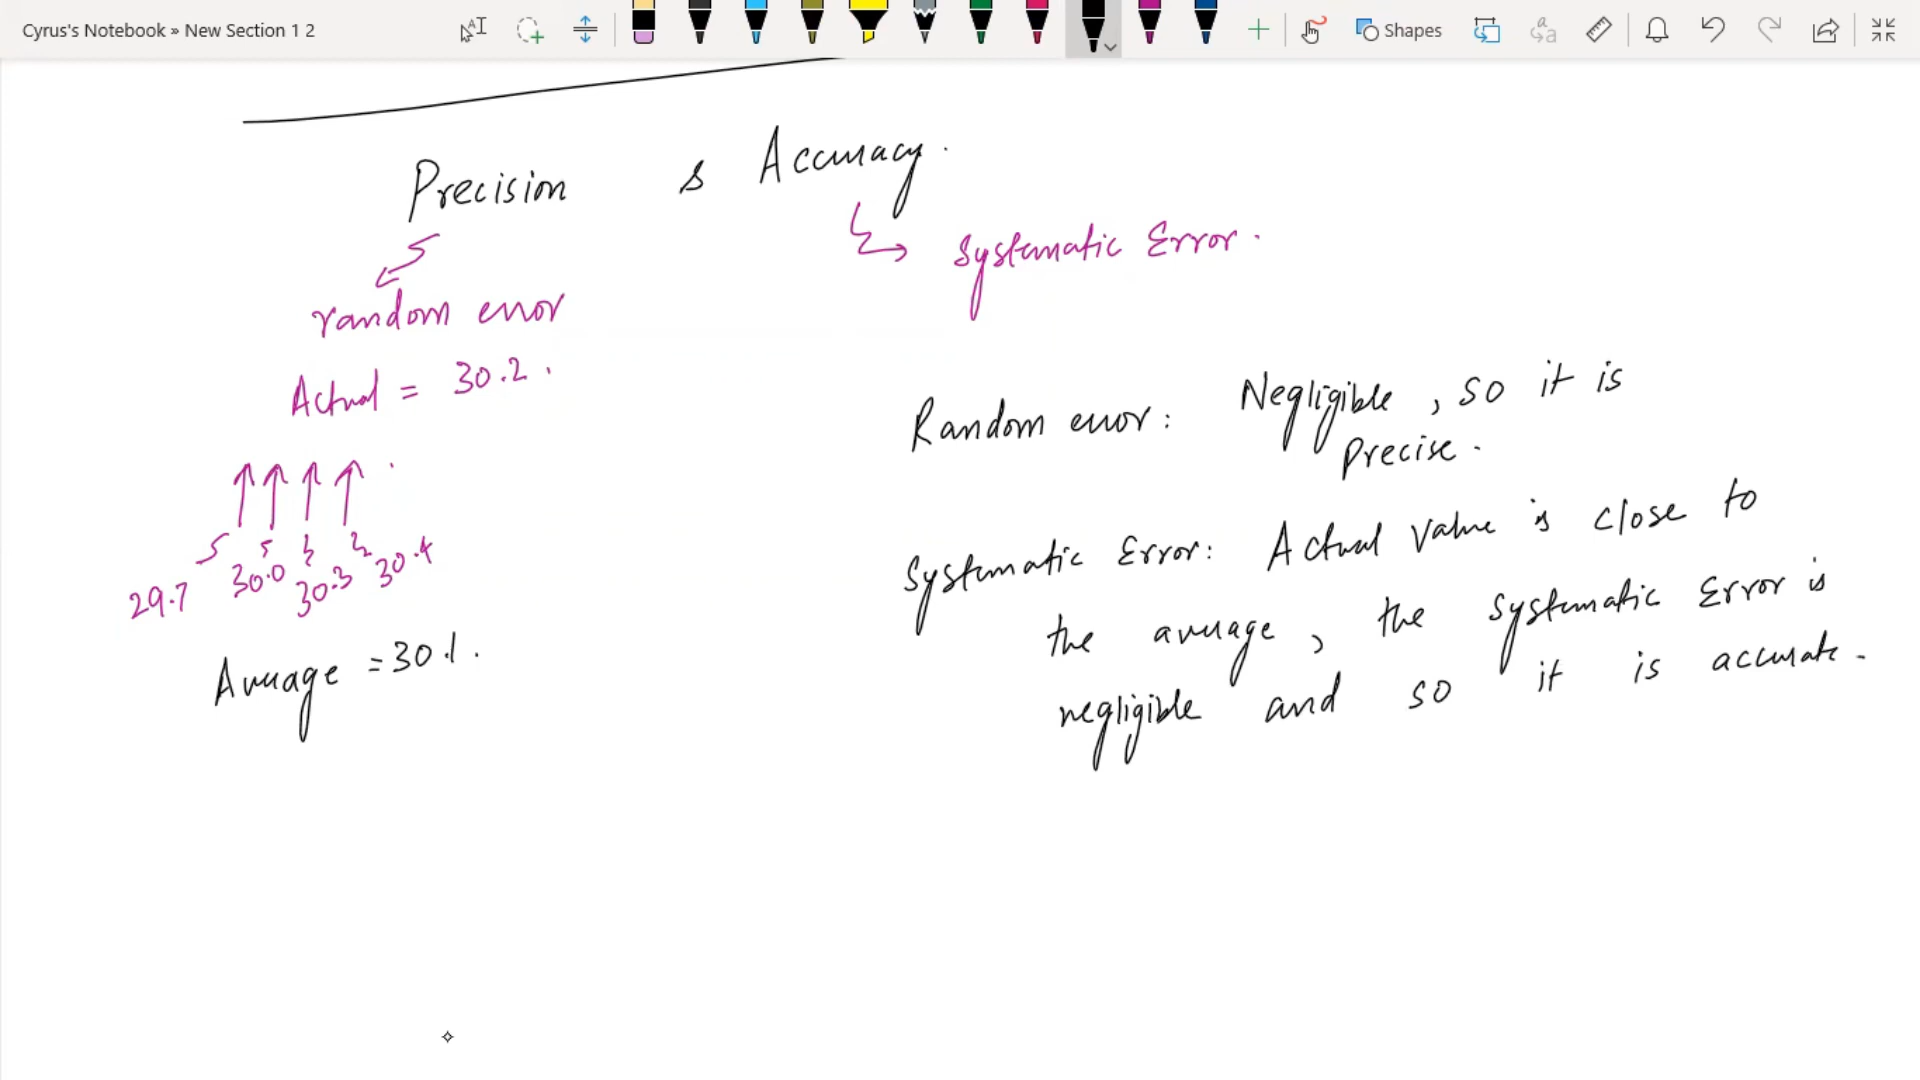 Cyrus's Notebook » New Section 1 2
Shapes
Precision & Accuracy.
Systematic Error.
random error
Actual = 30.2.
Random error: Negligible, so it is
Precise.
29.7 30.0 30.3 30.4
Systematic Error: Actual value is close to
the average, the systematic Error is
negligible and so it is accurate.
Average = 30.1.